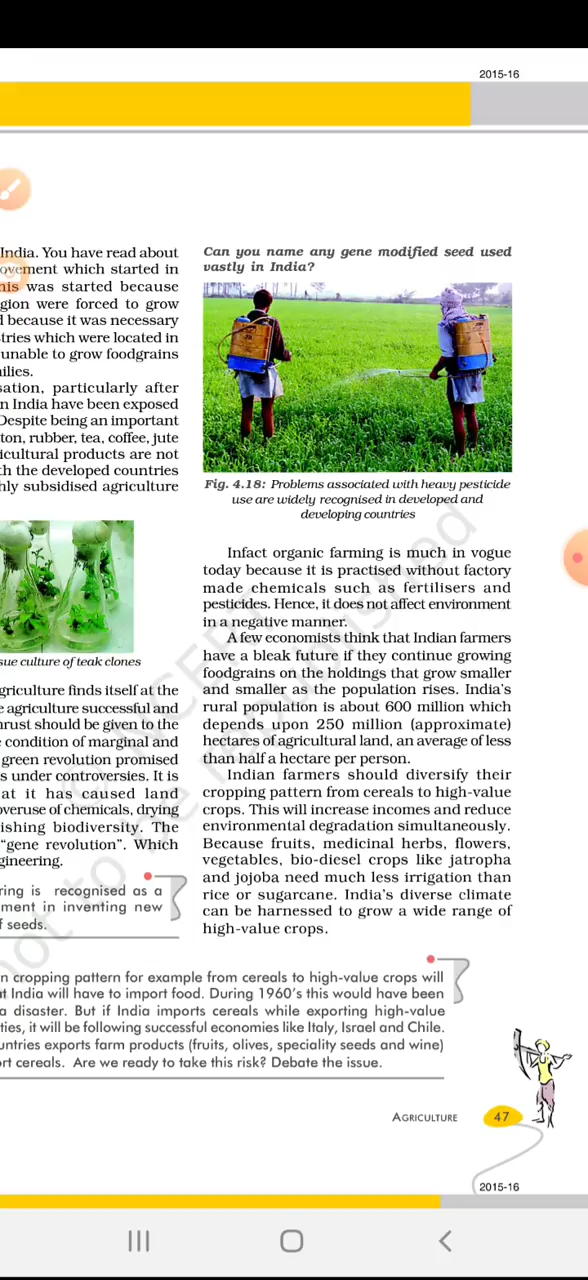 2015-16
India. You have read about
ovement which started in
his was started because
gion were forced to grow
d because it was necessary
stries which were located in
unable to grow foodgrains
nilies.
sation, particularly after
n India have been exposed
Despite being an important
ton, rubber, tea, coffee, jute
icultural products are not
th the developed countries
hly subsidised agriculture
sue culture of teak clones
griculture finds itself at the
e agriculture successful and
hrust should be given to the
e condition of marginal and
green revolution promised
s under controversies. It is
at it has caused land
overuse of chemicals, drying
ishing biodiversity. The
"gene revolution". Which
gineering.
ring is recognised as a
ment in inventing new
f seeds.
Can you name any gene modified seed used
vastly in India?
Fig. 4.18: Problems associated with heavy pesticide
use are widely recognised in developed and
developing countries
Infact organic farming is much in vogue
today because it is practised without factory
made chemicals such as fertilisers and
pesticides. Hence, it does not affect environment
in a negative manner.
A few economists think that Indian farmers
have a bleak future if they continue growing
foodgrains on the holdings that grow smaller
and smaller as the population rises. India's
rural population is about 600 million which
depends upon 250 million (approximate)
hectares of agricultural land, an average of less
than half a hectare per person.
Indian farmers should diversify their
cropping pattern from cereals to high-value
crops. This will increase incomes and reduce
environmental degradation simultaneously.
Because fruits, medicinal herbs, flowers,
vegetables, bio-diesel crops like jatropha
and jojoba need much less irrigation than
rice or sugarcane. India's diverse climate
can be harnessed to grow a wide range of
high-value crops.
n cropping pattern for example from cereals to high-value crops will
at India will have to import food. During 1960's this would have been
a disaster. But if India imports cereals while exporting high-value
ties, it will be following successful economies like Italy, Israel and Chile.
untries exports farm products (fruits, olives, speciality seeds and wine)
ort cereals. Are we ready to take this risk? Debate the issue.
© NCERT
not to be republished
AGRICULTURE 47
2015-16